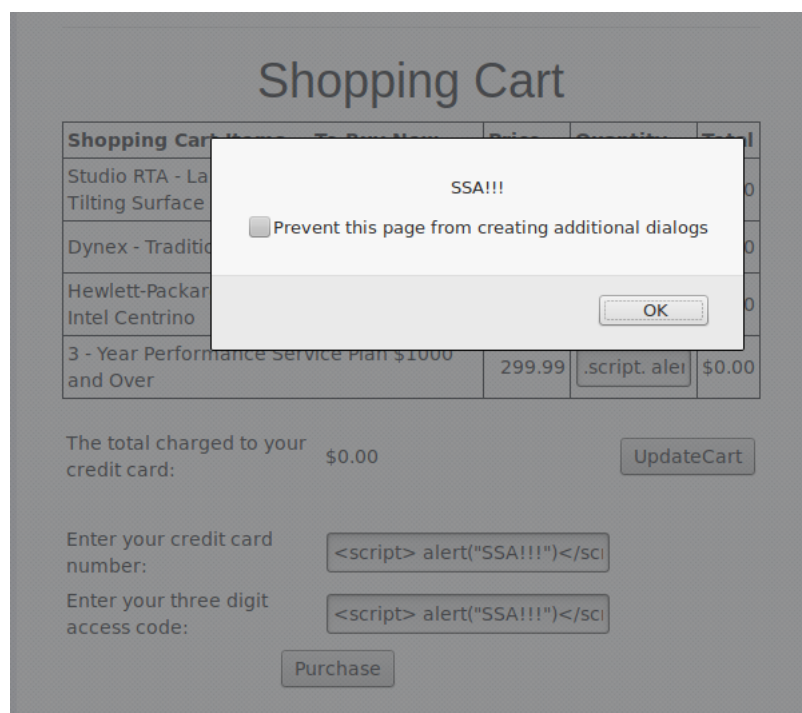 Shopping Cart
Shopping Cart Items -- To Buy Now Price Quantity Total
Studio RTA - La
Tilting Surface
SSA!!!
Prevent this page from creating additional dialogs
Dynex - Traditio
Hewlett-Packar
Intel Centrino
OK
3 - Year Performance Service Plan $1000
and Over
299.99 .script. aler $0.00
The total charged to your
credit card:
$0.00 UpdateCart
Enter your credit card
number:
<script> alert("SSA!!!")</scr
Enter your three digit
access code:
<script> alert("SSA!!!")</scr
Purchase